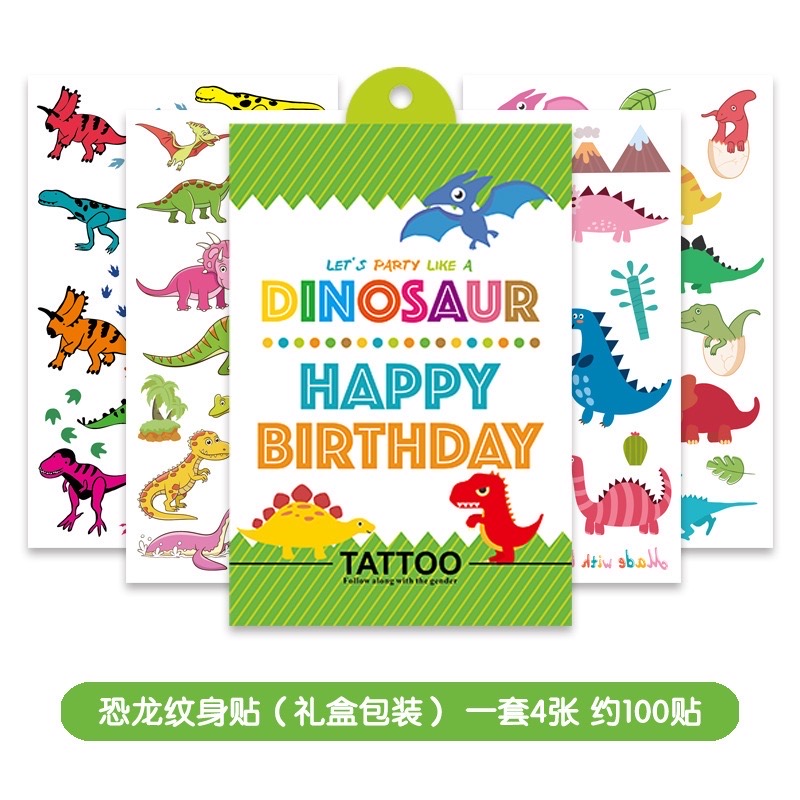 LET'S PARTY LIKE A
DINOSAUR
HAPPY
BIRTHDAY
TATTOO
Follow along with the gender
Made with
恐龙纹身贴（礼盒包装） 一套4张 约100贴